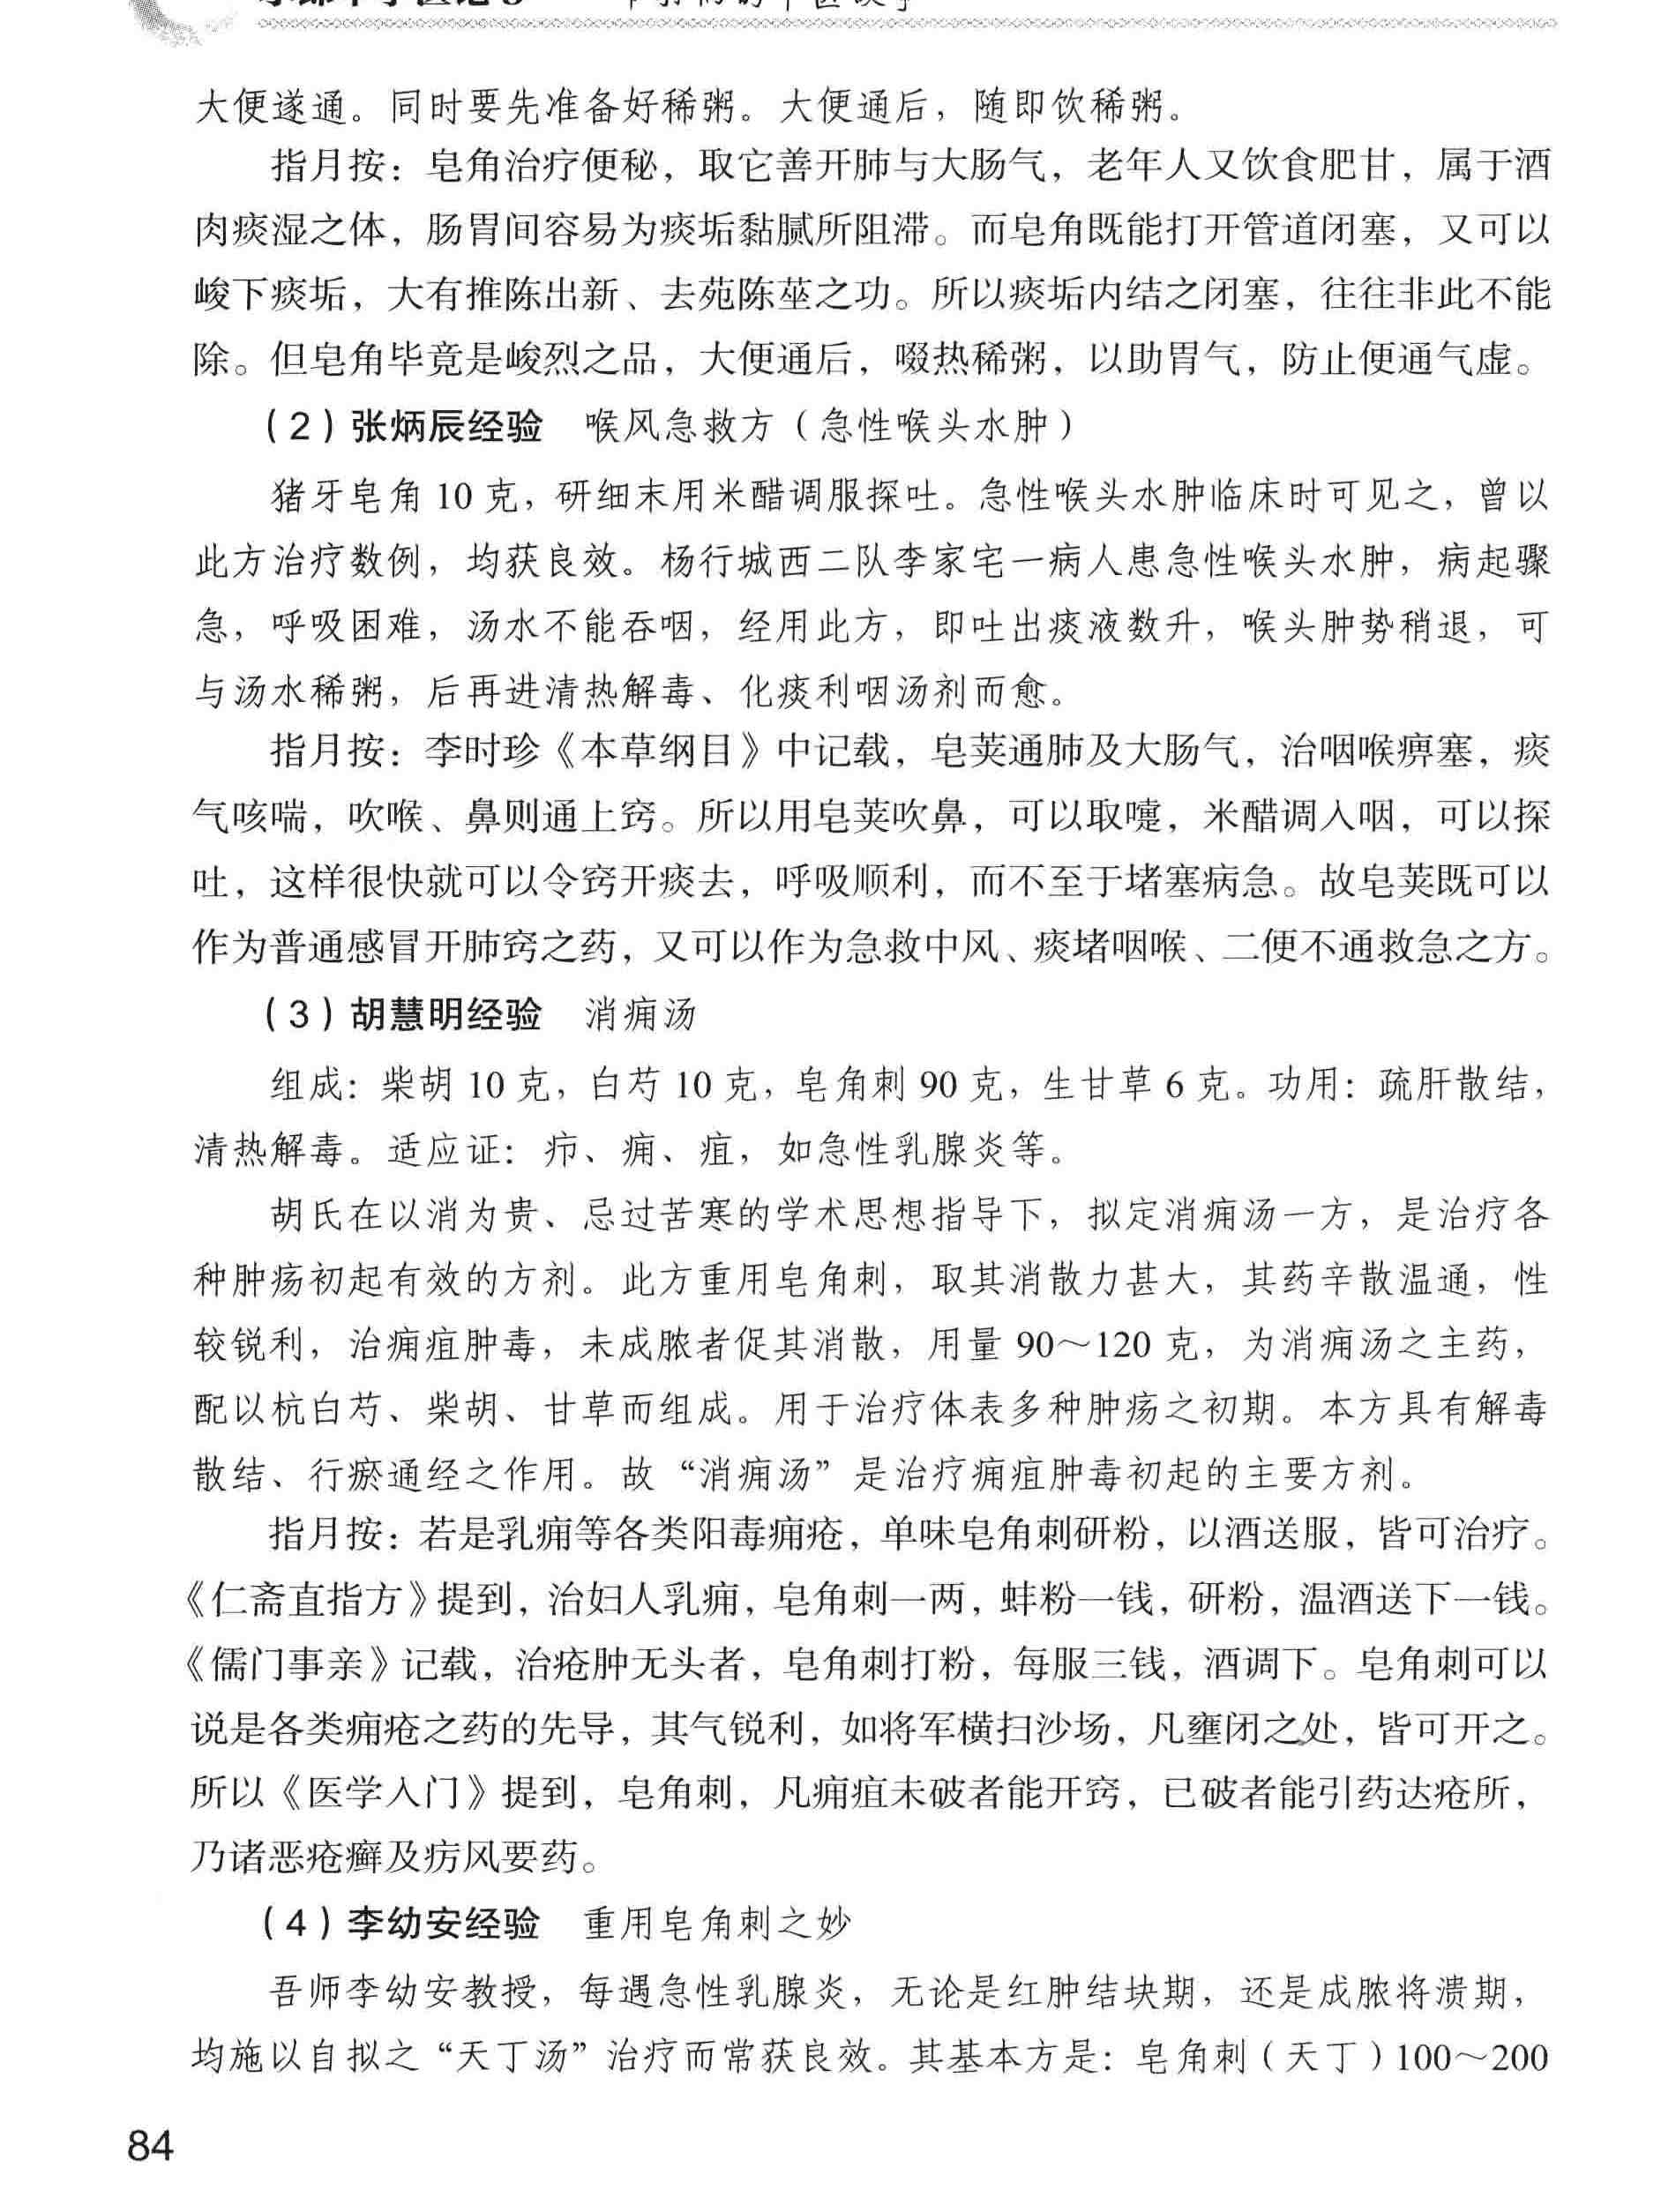 大便遂通。同时要先准备好稀粥。大便通后，随即饮稀粥。
指月按：皂角治疗便秘，取它善开肺与大肠气，老年人又饮食肥甘，属于酒
肉痰湿之体，肠胃间容易为痰垢黏腻所阻滞。而皂角既能打开管道闭塞，又可以
峻下痰垢，大有推陈出新、去苑陈莝之功。所以痰垢内结之闭塞，往往非此不能
除。但皂角毕竟是峻烈之品，大便通后，啜热稀粥，以助胃气，防止便通气虚。
（2）张炳辰经验　喉风急救方（急性喉头水肿）
猪牙皂角 10 克，研细末用米醋调服探吐。急性喉头水肿临床时可见之，曾以
此方治疗数例，均获良效。杨行城西二队李家宅一病人患急性喉头水肿，病起骤
急，呼吸困难，汤水不能吞咽，经用此方，即吐出痰液数升，喉头肿势稍退，可
与汤水稀粥，后再进清热解毒、化痰利咽汤剂而愈。
指月按：李时珍《本草纲目》中记载，皂荚通肺及大肠气，治咽喉痹塞，痰
气咳喘，吹喉、鼻则通上窍。所以用皂荚吹鼻，可以取嚏，米醋调入咽，可以探
吐，这样很快就可以令窍开痰去，呼吸顺利，而不至于堵塞病急。故皂荚既可以
作为普通感冒开肺窍之药，又可以作为急救中风、痰堵咽喉、二便不通救急之方。
（3）胡慧明经验　消痈汤
组成：柴胡 10 克，白芍 10 克，皂角刺 90 克，生甘草 6 克。功用：疏肝散结，
清热解毒。适应证：疖、痈、疽，如急性乳腺炎等。
胡氏在以消为贵、忌过苦寒的学术思想指导下，拟定消痈汤一方，是治疗各
种肿疡初起有效的方剂。此方重用皂角刺，取其消散力甚大，其药辛散温通，性
较锐利，治痈疽肿毒，未成脓者促其消散，用量 90～120 克，为消痈汤之主药，
配以杭白芍、柴胡、甘草而组成。用于治疗体表多种肿疡之初期。本方具有解毒
散结、行瘀通经之作用。故“消痈汤”是治疗痈疽肿毒初起的主要方剂。
指月按：若是乳痈等各类阳毒痈疮，单味皂角刺研粉，以酒送服，皆可治疗。
《仁斋直指方》提到，治妇人乳痈，皂角刺一两，蚌粉一钱，研粉，温酒送下一钱。
《儒门事亲》记载，治疮肿无头者，皂角刺打粉，每服三钱，酒调下。皂角刺可以
说是各类痈疮之药的先导，其气锐利，如将军横扫沙场，凡壅闭之处，皆可开之。
所以《医学入门》提到，皂角刺，凡痈疽未破者能开窍，已破者能引药达疮所，
乃诸恶疮癣及疠风要药。
（4）李幼安经验　重用皂角刺之妙
吾师李幼安教授，每遇急性乳腺炎，无论是红肿结块期，还是成脓将溃期，
均施以自拟之“天丁汤”治疗而常获良效。其基本方是：皂角刺（天丁）100～200
84